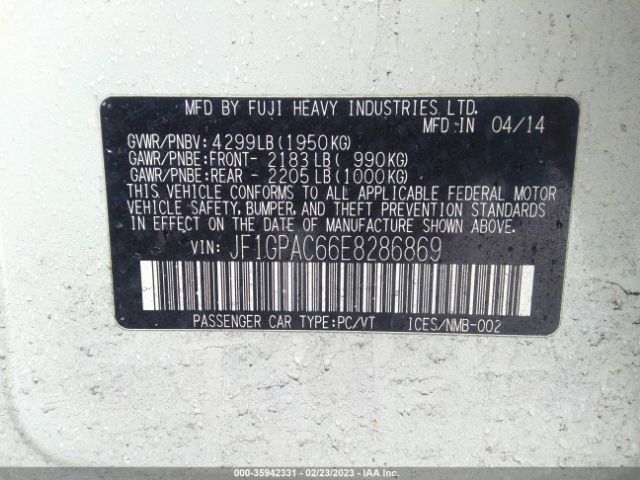 MFD BY FUJI HEAVY INDUSTRIES LTD.
MFD IN 04/14
GVWR/PNBV: 4299LB(1950KG)
GAWR/PNBE:FRONT- 2183LB( 990KG)
GAWR/PNBE:REAR - 2205LB(1000KG)
THIS VEHICLE CONFORMS TO ALL APPLICABLE FEDERAL MOTOR
VEHICLE SAFETY, BUMPER, AND THEFT PREVENTION STANDARDS
IN EFFECT ON THE DATE OF MANUFACTURE SHOWN ABOVE.
VIN: JF1GPAC66E8286869
PASSENGER CAR TYPE:PC/VT ICES/NMB-002
000-35942331 - 02/23/2023 - IAA Inc.